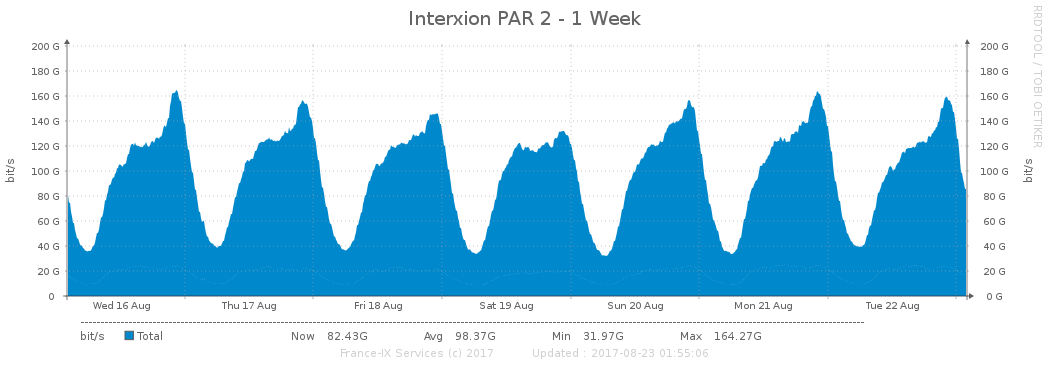 Interxion PAR 2 - 1 Week
RRDTOOL / TOBI OETIKER
200 G 200 G
180 G 180 G
160 G 160 G
140 G 140 G
120 G 120 G
100 G 100 G
80 G 80 G
60 G 60 G
40 G 40 G
20 G 20 G
0 0 G
bit/s bit/s
Wed 16 Aug Thu 17 Aug Fri 18 Aug Sat 19 Aug Sun 20 Aug Mon 21 Aug Tue 22 Aug
bit/s Total Now 82.43G Avg 98.37G Min 31.97G Max 164.27G
France-IX Services (c) 2017 Updated : 2017-08-23 01:55:06